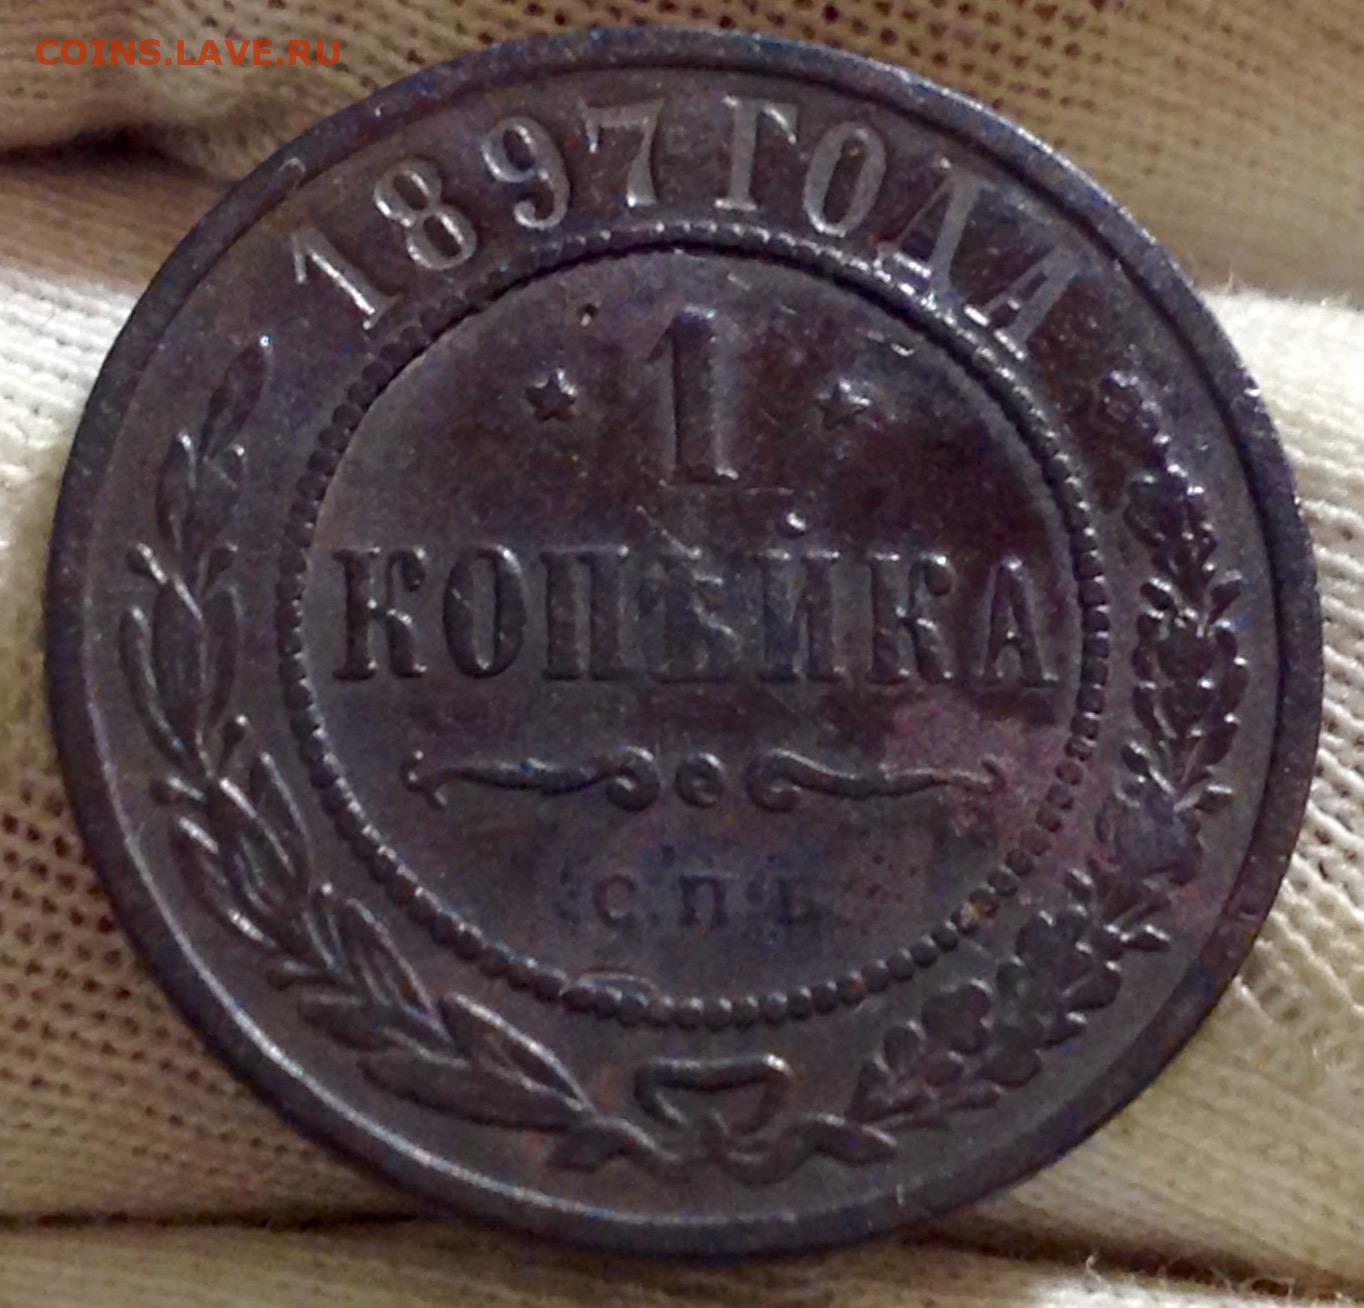 COINS.LAVE.RU
1897 ГОДА
1
КОПѢЙКА
С.П.Б.